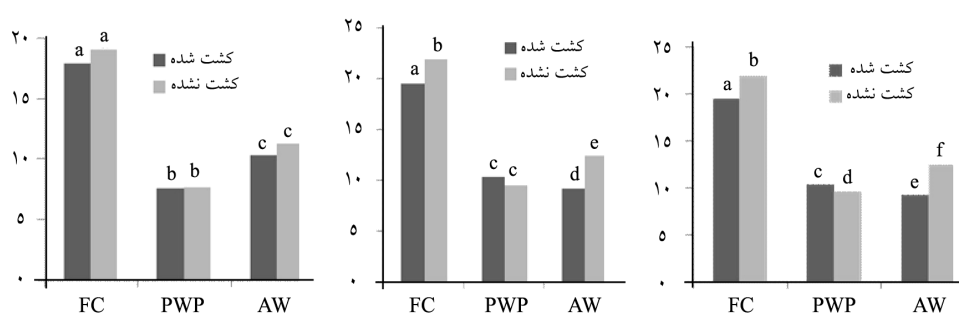 ۲۰
۱۵
۱۰
۵
۰
a a
b b
c c
کشت شده
کشت نشده
FC PWP AW
۲۵
۲۰
۱۵
۱۰
۵
۰
a b
c c
d e
کشت شده
کشت نشده
FC PWP AW
۲۵
۲۰
۱۵
۱۰
۵
۰
a b
c d
e f
کشت شده
کشت نشده
FC PWP AW